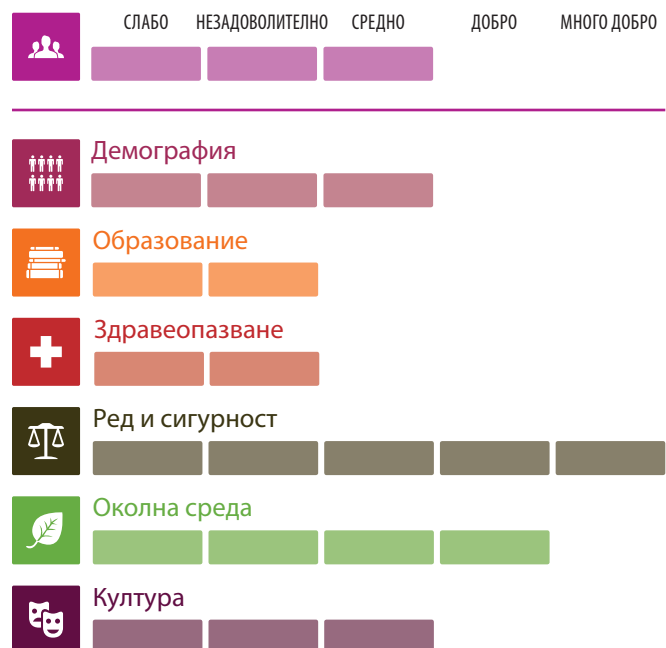 СЛАБО НЕЗАДОВОЛИТЕЛНО СРЕДНО ДОБРО МНОГО ДОБРО
Демография
Образование
Здравеопазване
Ред и сигурност
Околна среда
Култура